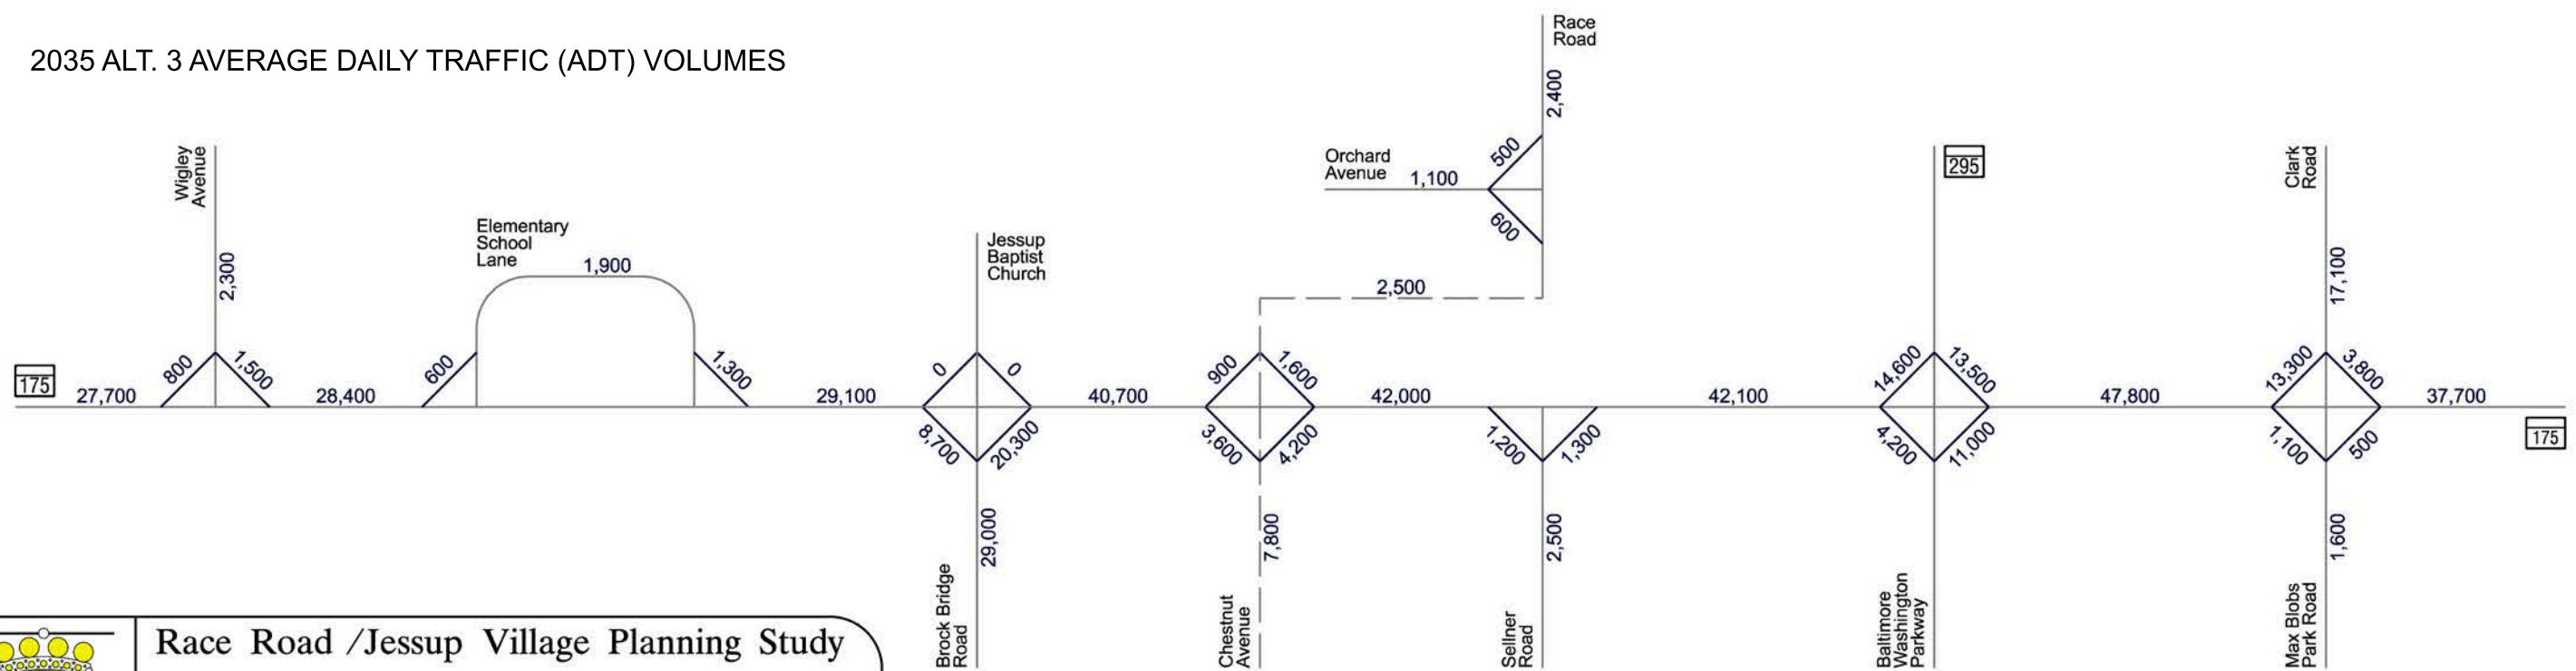 2035 ALT. 3 AVERAGE DAILY TRAFFIC (ADT) VOLUMES
Race
Road
2,400
Orchard
Avenue
1,100
500
600
2,500
Wigley
Avenue
2,300
Elementary
School
Lane
1,900
Jessup
Baptist
Church
295
Clark
Road
17,100
175
27,700
800
1,500
28,400
600
1,300
29,100
0
0
8,700
20,300
40,700
900
1,600
3,600
4,200
42,000
1,200
1,300
42,100
14,600
13,500
4,200
11,000
47,800
13,300
3,800
1,100
500
37,700
175
29,000
Brock Bridge
Road
7,800
Chestnut
Avenue
2,500
Sellner
Road
Baltimore
Washington
Parkway
1,600
Max Blobs
Park Road
Race Road /Jessup Village Planning Study